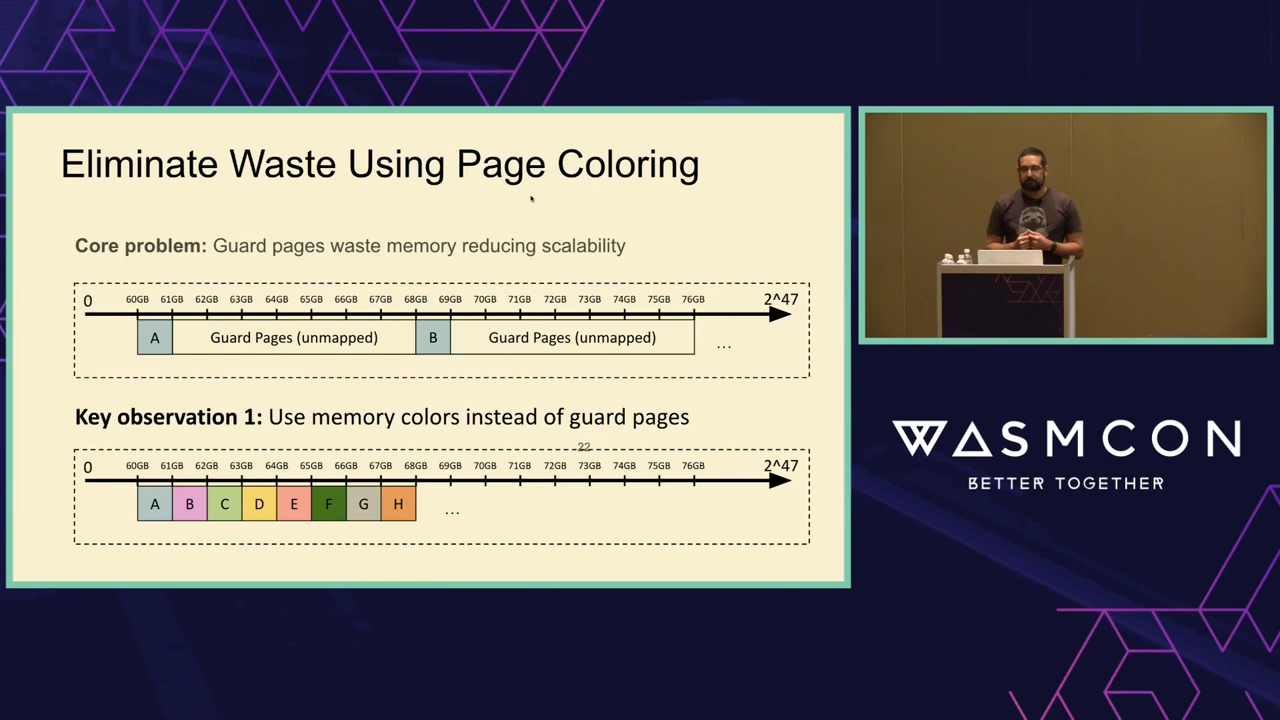 Eliminate Waste Using Page Coloring
Core problem: Guard pages waste memory reducing scalability
0 60GB 61GB 62GB 63GB 64GB 65GB 66GB 67GB 68GB 69GB 70GB 71GB 72GB 73GB 74GB 75GB 76GB 2^47
A Guard Pages (unmapped) B Guard Pages (unmapped) ...
Key observation 1: Use memory colors instead of guard pages
22
0 60GB 61GB 62GB 63GB 64GB 65GB 66GB 67GB 68GB 69GB 70GB 71GB 72GB 73GB 74GB 75GB 76GB 2^47
A B C D E F G H ...
WASMCON
BETTER TOGETHER